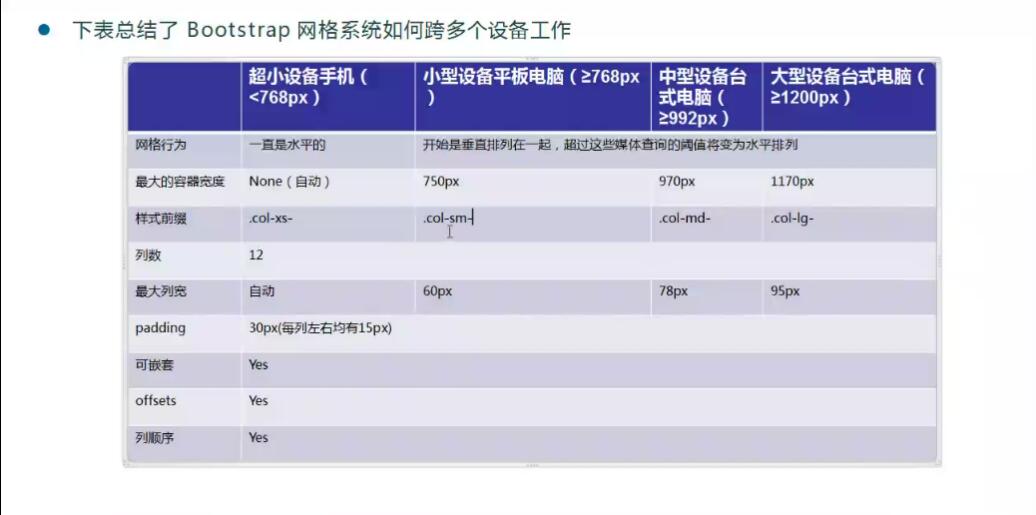 下表总结了 Bootstrap 网格系统如何跨多个设备工作
超小设备手机（<768px） 小型设备平板电脑（≥768px） 中型设备台式电脑（≥992px） 大型设备台式电脑（≥1200px）
网格行为 一直是水平的 开始是垂直排列在一起，超过这些媒体查询的阈值将变为水平排列
最大的容器宽度 None（自动） 750px 970px 1170px
样式前缀 .col-xs- .col-sm- .col-md- .col-lg-
列数 12
最大列宽 自动 60px 78px 95px
padding 30px(每列左右均有15px)
可嵌套 Yes
offsets Yes
列顺序 Yes